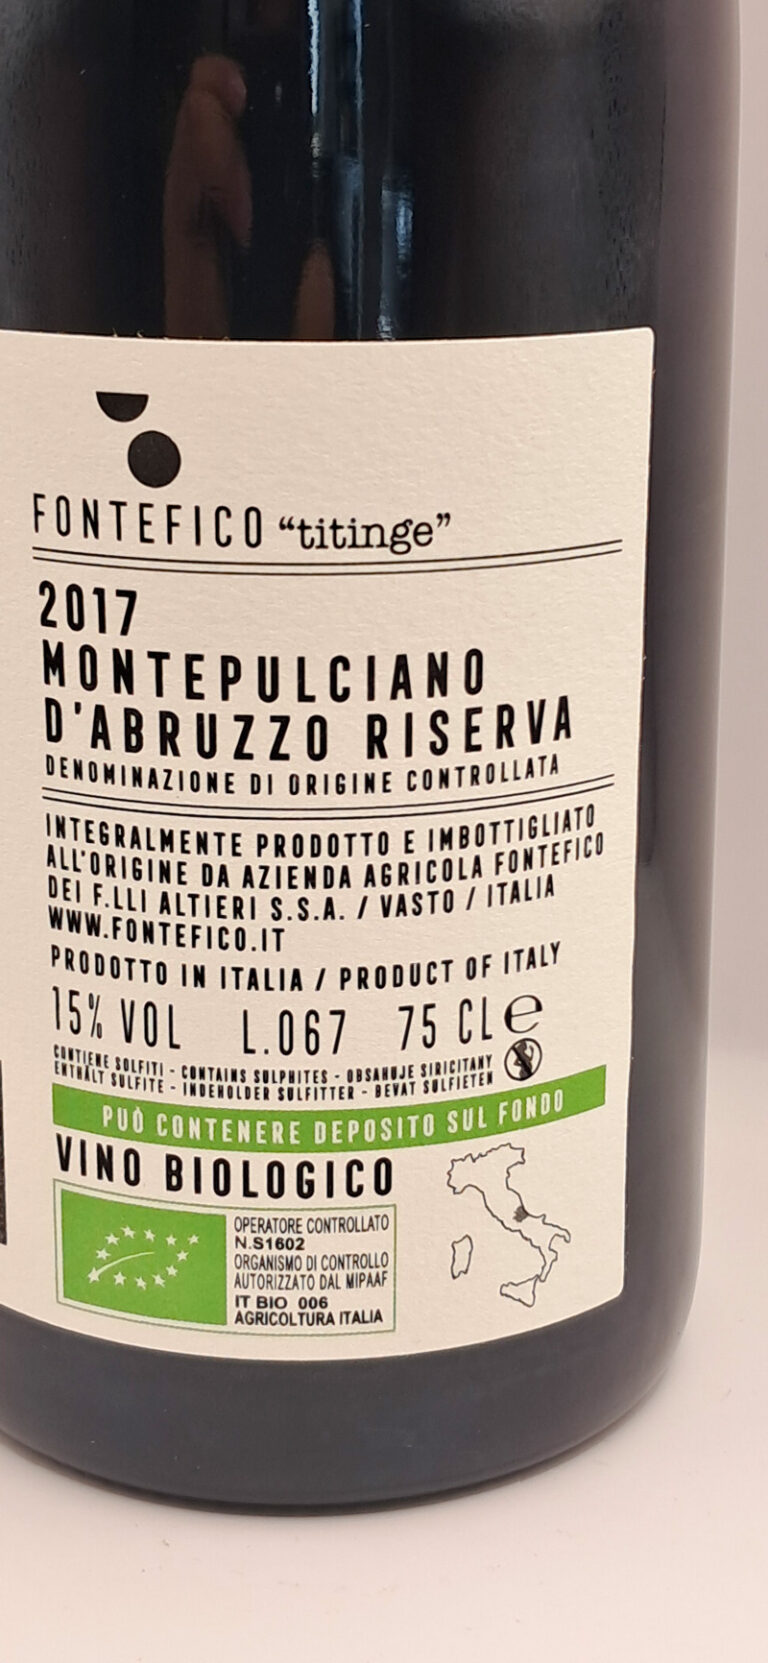 FONTEFICO “titinge”
2017
MONTEPULCIANO
D'ABRUZZO RISERVA
DENOMINAZIONE DI ORIGINE CONTROLLATA
INTEGRALMENTE PRODOTTO E IMBOTTIGLIATO
ALL'ORIGINE DA AZIENDA AGRICOLA FONTEFICO
DEI F.LLI ALTIERI S.S.A. / VASTO / ITALIA
WWW.FONTEFICO.IT
PRODOTTO IN ITALIA / PRODUCT OF ITALY
15% VOL L.067 75 CL e
CONTIENE SOLFITI - CONTAINS SULPHITES - OBSAHUJE SIRICITANY
ENTHÄLT SULFITE - INDEHOLDER SULFITTER - BEVAT SULFIETEN
PUÒ CONTENERE DEPOSITO SUL FONDO
VINO BIOLOGICO
OPERATORE CONTROLLATO
N.S1602
ORGANISMO DI CONTROLLO
AUTORIZZATO DAL MIPAAF
IT BIO 006
AGRICOLTURA ITALIA